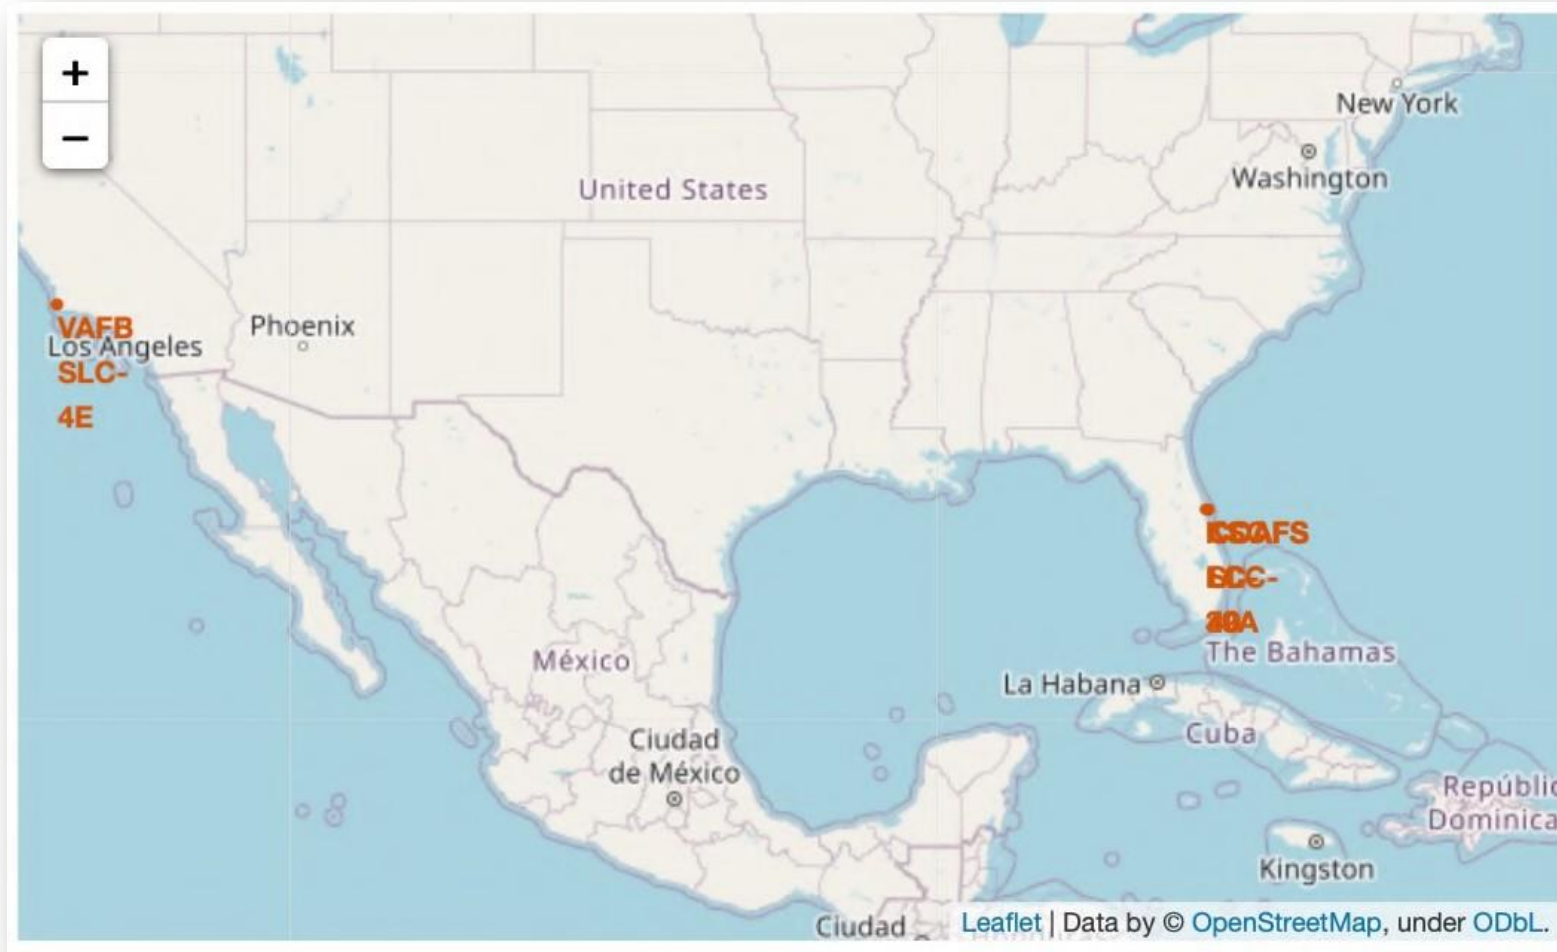 +
−
New York
Washington
United States
VAFB
Phoenix
Los Angeles
SLC-
4E
The Bahamas
México
La Habana
Cuba
Ciudad
de México
Repúblic
Dominica
Kingston
Ciudad
Leaflet | Data by © OpenStreetMap, under ODbL.